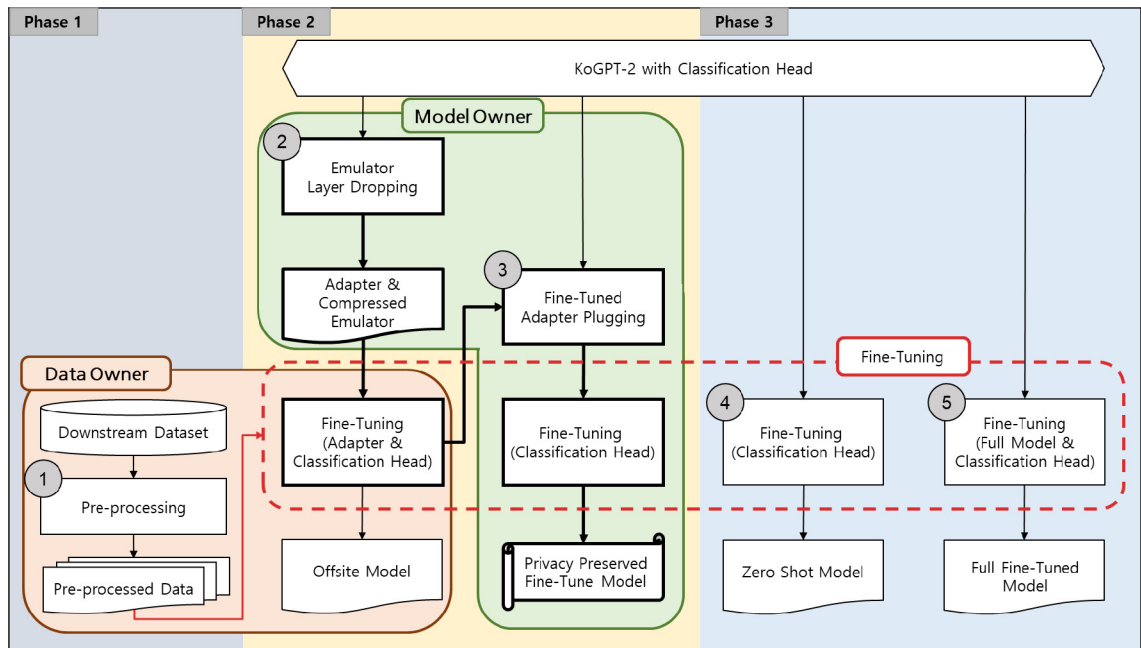 Phase 1
Phase 2
Phase 3
KoGPT-2 with Classification Head
Model Owner
2
Emulator
Layer Dropping
Adapter &
Compressed
Emulator
3
Fine-Tuned
Adapter Plugging
Fine-Tuning
Data Owner
Downstream Dataset
1
Pre-processing
Pre-processed Data
Fine-Tuning
(Adapter &
Classification Head)
Offsite Model
Fine-Tuning
(Classification Head)
Privacy Preserved
Fine-Tune Model
4
Fine-Tuning
(Classification Head)
Zero Shot Model
5
Fine-Tuning
(Full Model &
Classification Head)
Full Fine-Tuned
Model